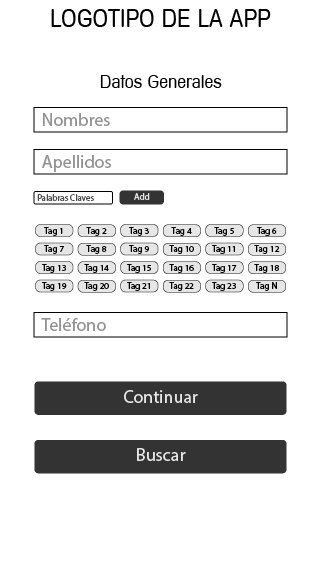 LOGOTIPO DE LA APP
Datos Generales
Nombres
Apellidos
Palabras Claves Add
Tag 1 Tag 2 Tag 3 Tag 4 Tag 5 Tag 6
Tag 7 Tag 8 Tag 9 Tag 10 Tag 11 Tag 12
Tag 13 Tag 14 Tag 15 Tag 16 Tag 17 Tag 18
Tag 19 Tag 20 Tag 21 Tag 22 Tag 23 Tag N
Teléfono
Continuar
Buscar